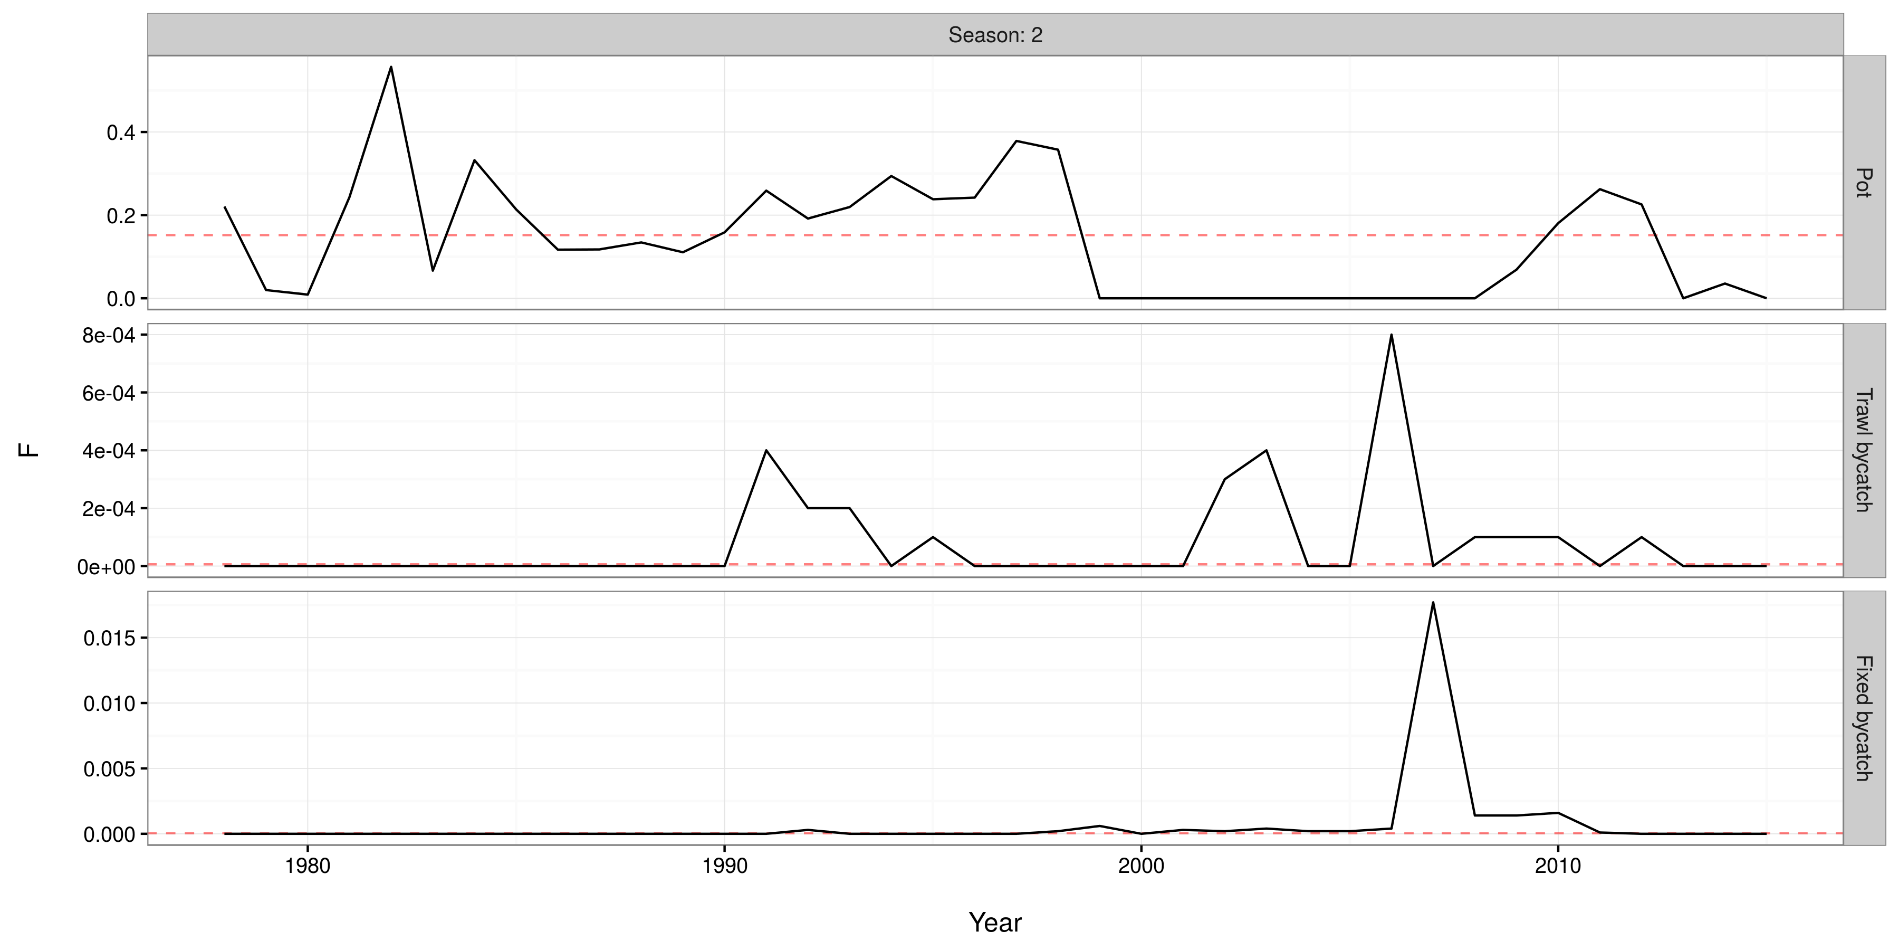 Season: 2
0.4
0.2
0.0
Pot
8e-04
6e-04
4e-04
2e-04
0e+00
Trawl bycatch
0.015
0.010
0.005
0.000
Fixed bycatch
F
1980
1990
2000
2010
Year